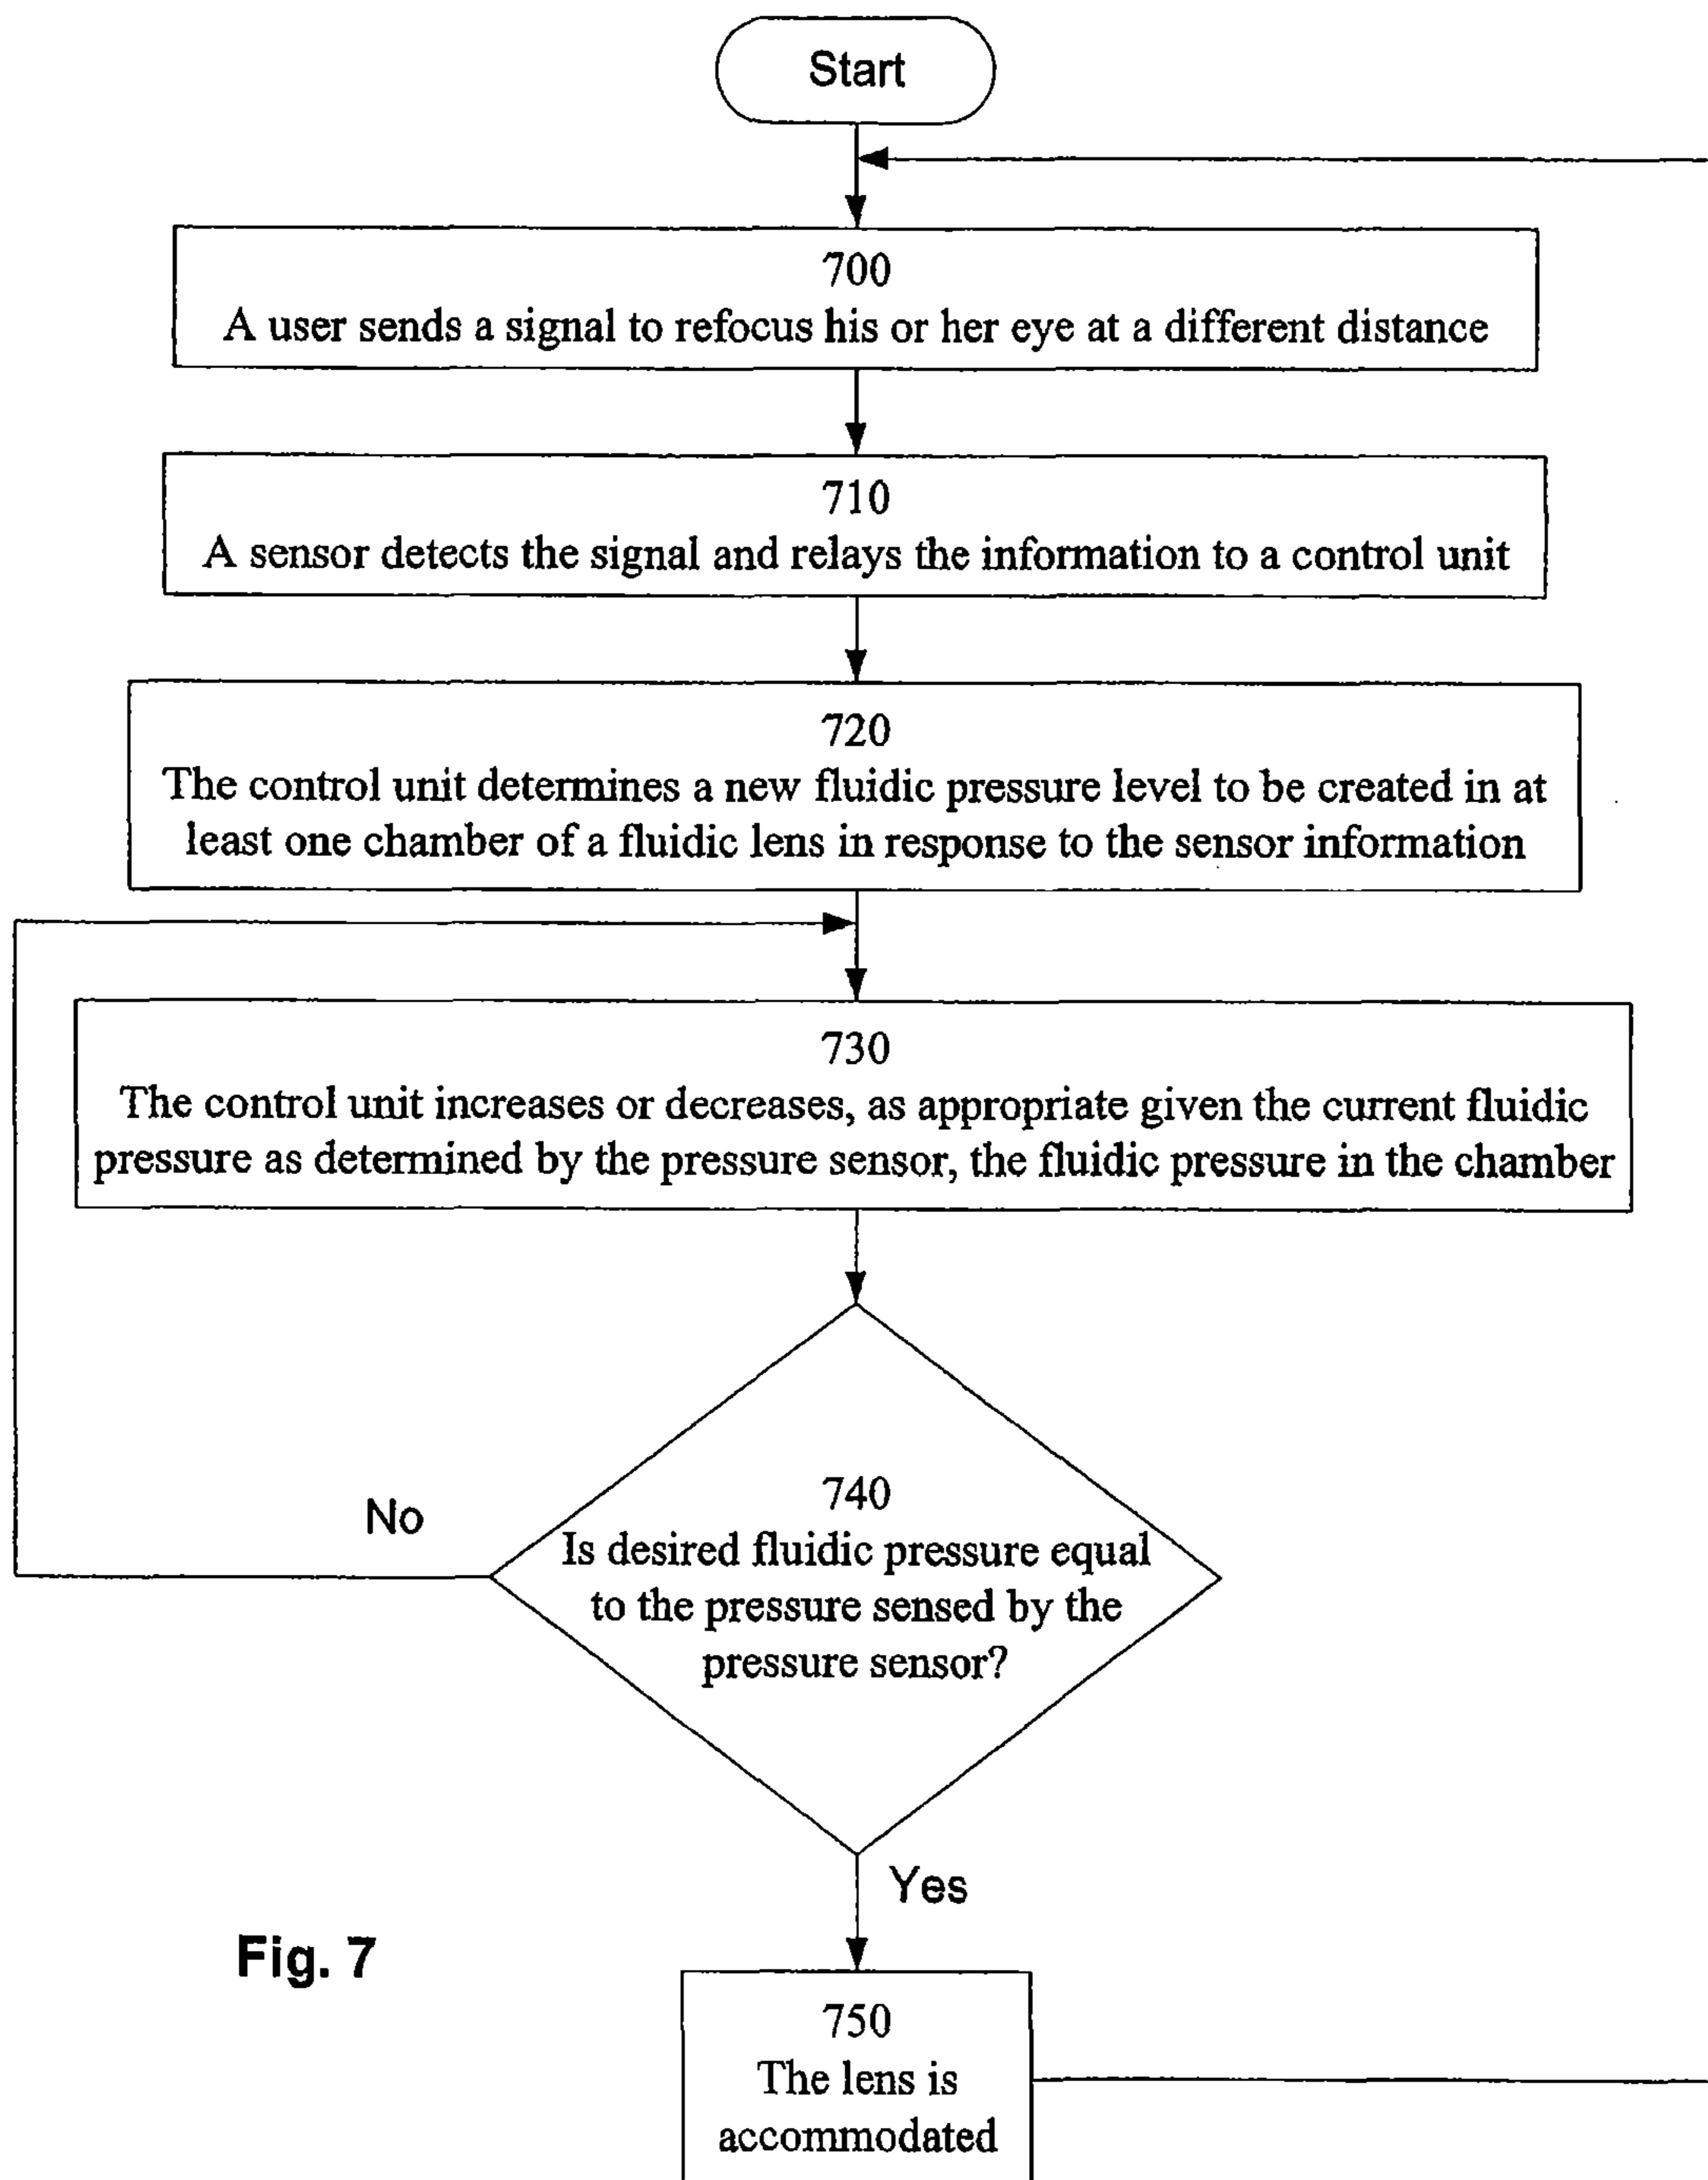 Start
700
A user sends a signal to refocus his or her eye at a different distance
710
A sensor detects the signal and relays the information to a control unit
720
The control unit determines a new fluidic pressure level to be created in at
least one chamber of a fluidic lens in response to the sensor information
730
The control unit increases or decreases, as appropriate given the current fluidic
pressure as determined by the pressure sensor, the fluidic pressure in the chamber
740
Is desired fluidic pressure equal
to the pressure sensed by the
pressure sensor?
No
Yes
Fig. 7
750
The lens is
accommodated